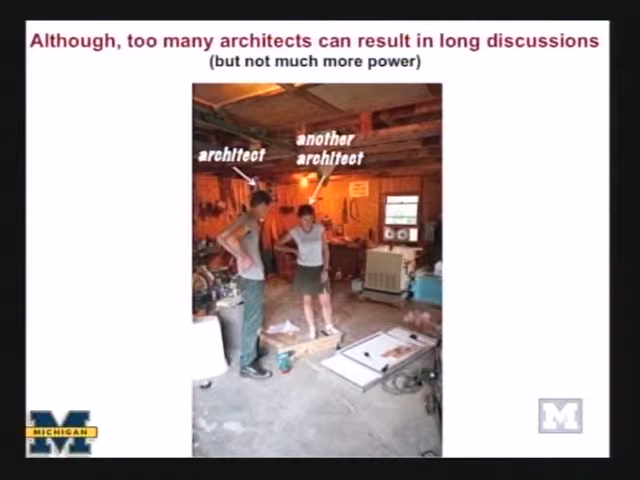 Although, too many architects can result in long discussions
(but not much more power)
architect
another
architect
M
MICHIGAN
M